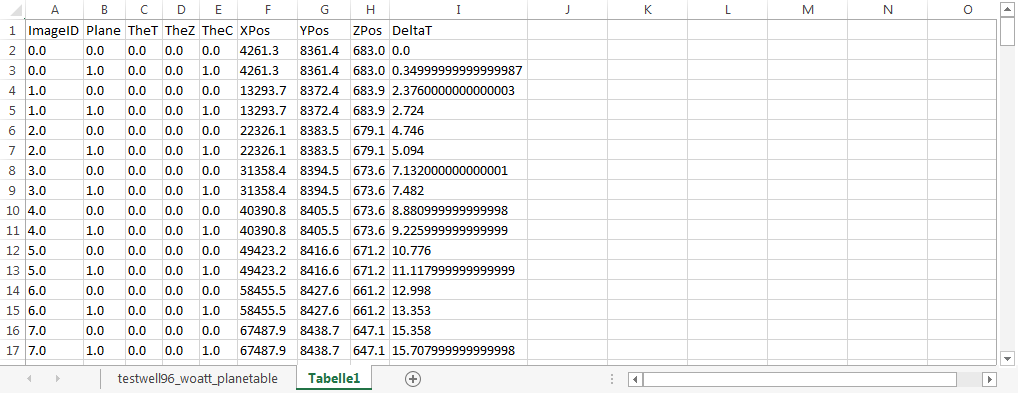 A B C D E F G H I J K L M N O
1 ImageID Plane TheT TheZ TheC XPos YPos ZPos DeltaT
2 0.0 0.0 0.0 0.0 0.0 4261.3 8361.4 683.0 0.0
3 0.0 1.0 0.0 0.0 1.0 4261.3 8361.4 683.0 0.34999999999999987
4 1.0 0.0 0.0 0.0 0.0 13293.7 8372.4 683.9 2.3760000000000003
5 1.0 1.0 0.0 0.0 1.0 13293.7 8372.4 683.9 2.724
6 2.0 0.0 0.0 0.0 0.0 22326.1 8383.5 679.1 4.746
7 2.0 1.0 0.0 0.0 1.0 22326.1 8383.5 679.1 5.094
8 3.0 0.0 0.0 0.0 0.0 31358.4 8394.5 673.6 7.132000000000001
9 3.0 1.0 0.0 0.0 1.0 31358.4 8394.5 673.6 7.482
10 4.0 0.0 0.0 0.0 0.0 40390.8 8405.5 673.6 8.880999999999998
11 4.0 1.0 0.0 0.0 1.0 40390.8 8405.5 673.6 9.225999999999999
12 5.0 0.0 0.0 0.0 0.0 49423.2 8416.6 671.2 10.776
13 5.0 1.0 0.0 0.0 1.0 49423.2 8416.6 671.2 11.117999999999999
14 6.0 0.0 0.0 0.0 0.0 58455.5 8427.6 661.2 12.998
15 6.0 1.0 0.0 0.0 1.0 58455.5 8427.6 661.2 13.353
16 7.0 0.0 0.0 0.0 0.0 67487.9 8438.7 647.1 15.358
17 7.0 1.0 0.0 0.0 1.0 67487.9 8438.7 647.1 15.707999999999998
testwell96_woatt_planetable Tabelle1